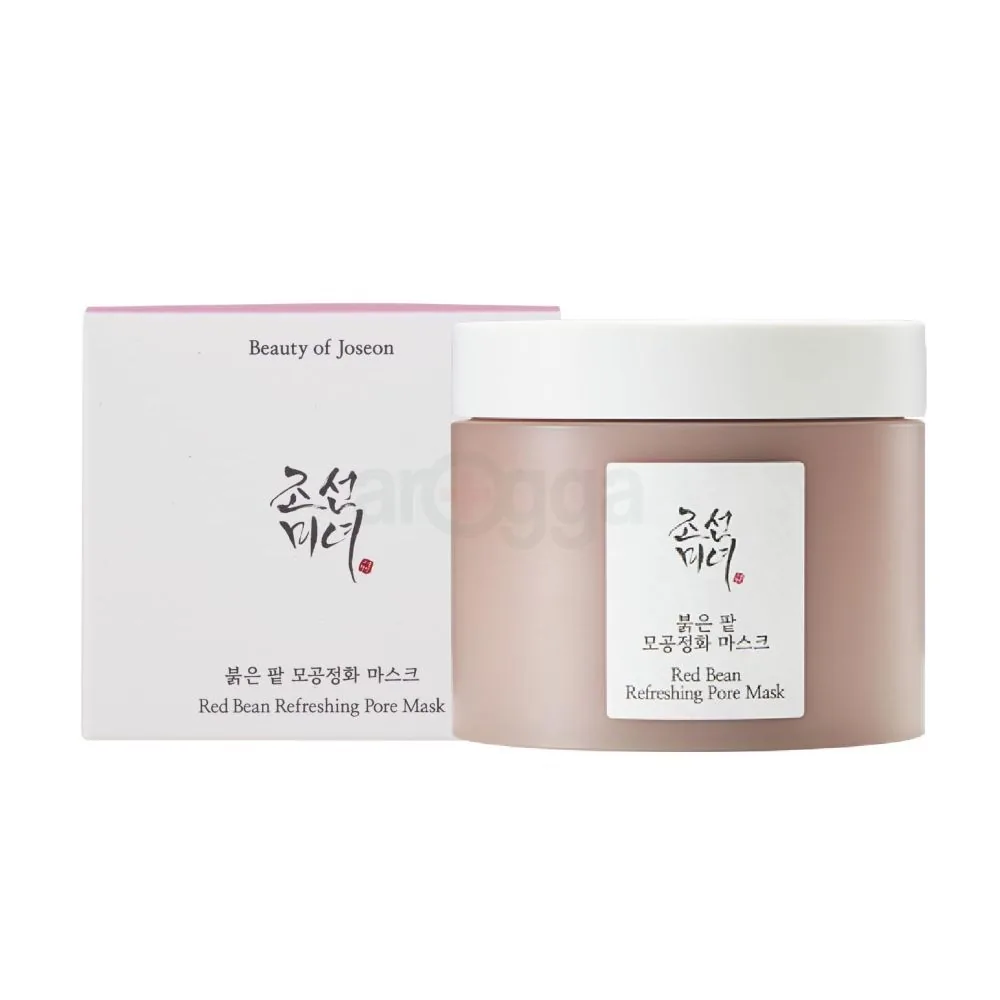 Beauty of Joseon
조선
미녀
붉은 팥 모공정화 마스크
Red Bean Refreshing Pore Mask
arogga
조선
미녀
붉은 팥
모공정화 마스크
Red Bean
Refreshing Pore Mask